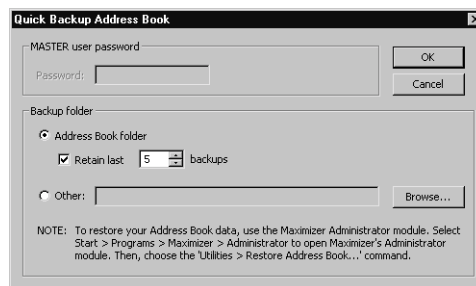 Quick Backup Address Book
MASTER user password
Password:
OK
Cancel
Backup folder
Address Book folder
Retain last 5 backups
Other:
Browse...
NOTE: To restore your Address Book data, use the Maximizer Administrator module. Select
Start > Programs > Maximizer > Administrator to open Maximizer's Administrator
module. Then, choose the 'Utilities > Restore Address Book...' command.